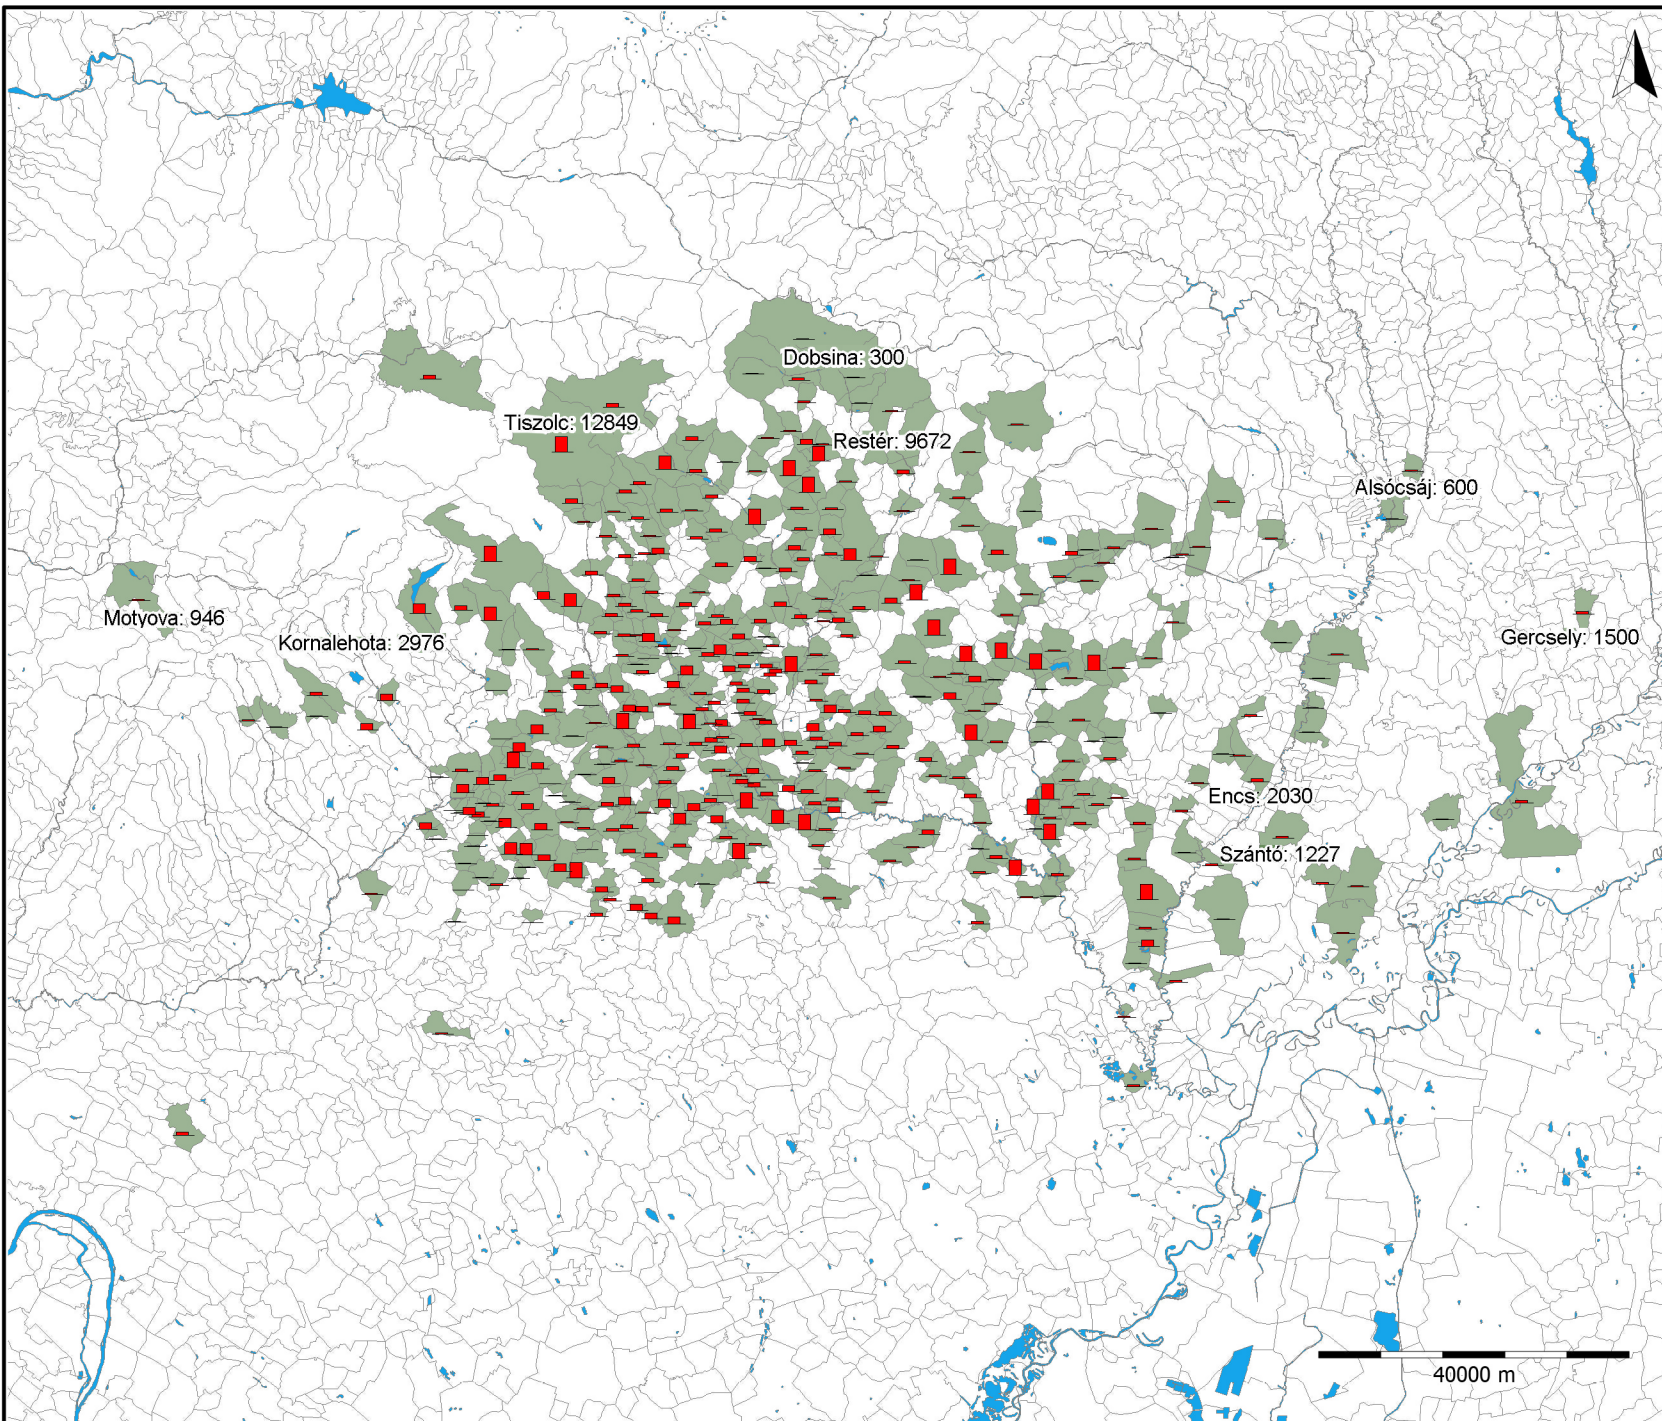 Dobsina: 300
Tiszolc: 12849
Restér: 9672
Alsócsáj: 600
Motyova: 946
Kornalehota: 2976
Gercsely: 1500
Encs: 2030
Szántó: 1227
40000 m